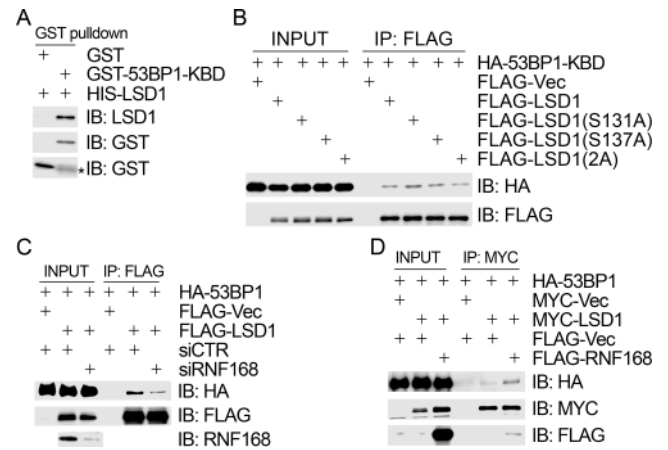 A
GST pulldown
+ GST
+ GST-53BP1-KBD
+ + HIS-LSD1
IB: LSD1
IB: GST
* IB: GST
B
INPUT IP: FLAG
+ + + + + + + + + + HA-53BP1-KBD
+ + FLAG-Vec
+ + FLAG-LSD1
+ + FLAG-LSD1(S131A)
+ + FLAG-LSD1(S137A)
+ + FLAG-LSD1(2A)
IB: HA
IB: FLAG
C
INPUT IP: FLAG
+ + + + + + HA-53BP1
+ + FLAG-Vec
+ + + + FLAG-LSD1
+ + + + siCTR
+ + siRNF168
IB: HA
IB: FLAG
IB: RNF168
D
INPUT IP: MYC
+ + + + + + HA-53BP1
+ + MYC-Vec
+ + + + MYC-LSD1
+ + + + FLAG-Vec
+ + FLAG-RNF168
IB: HA
IB: MYC
IB: FLAG